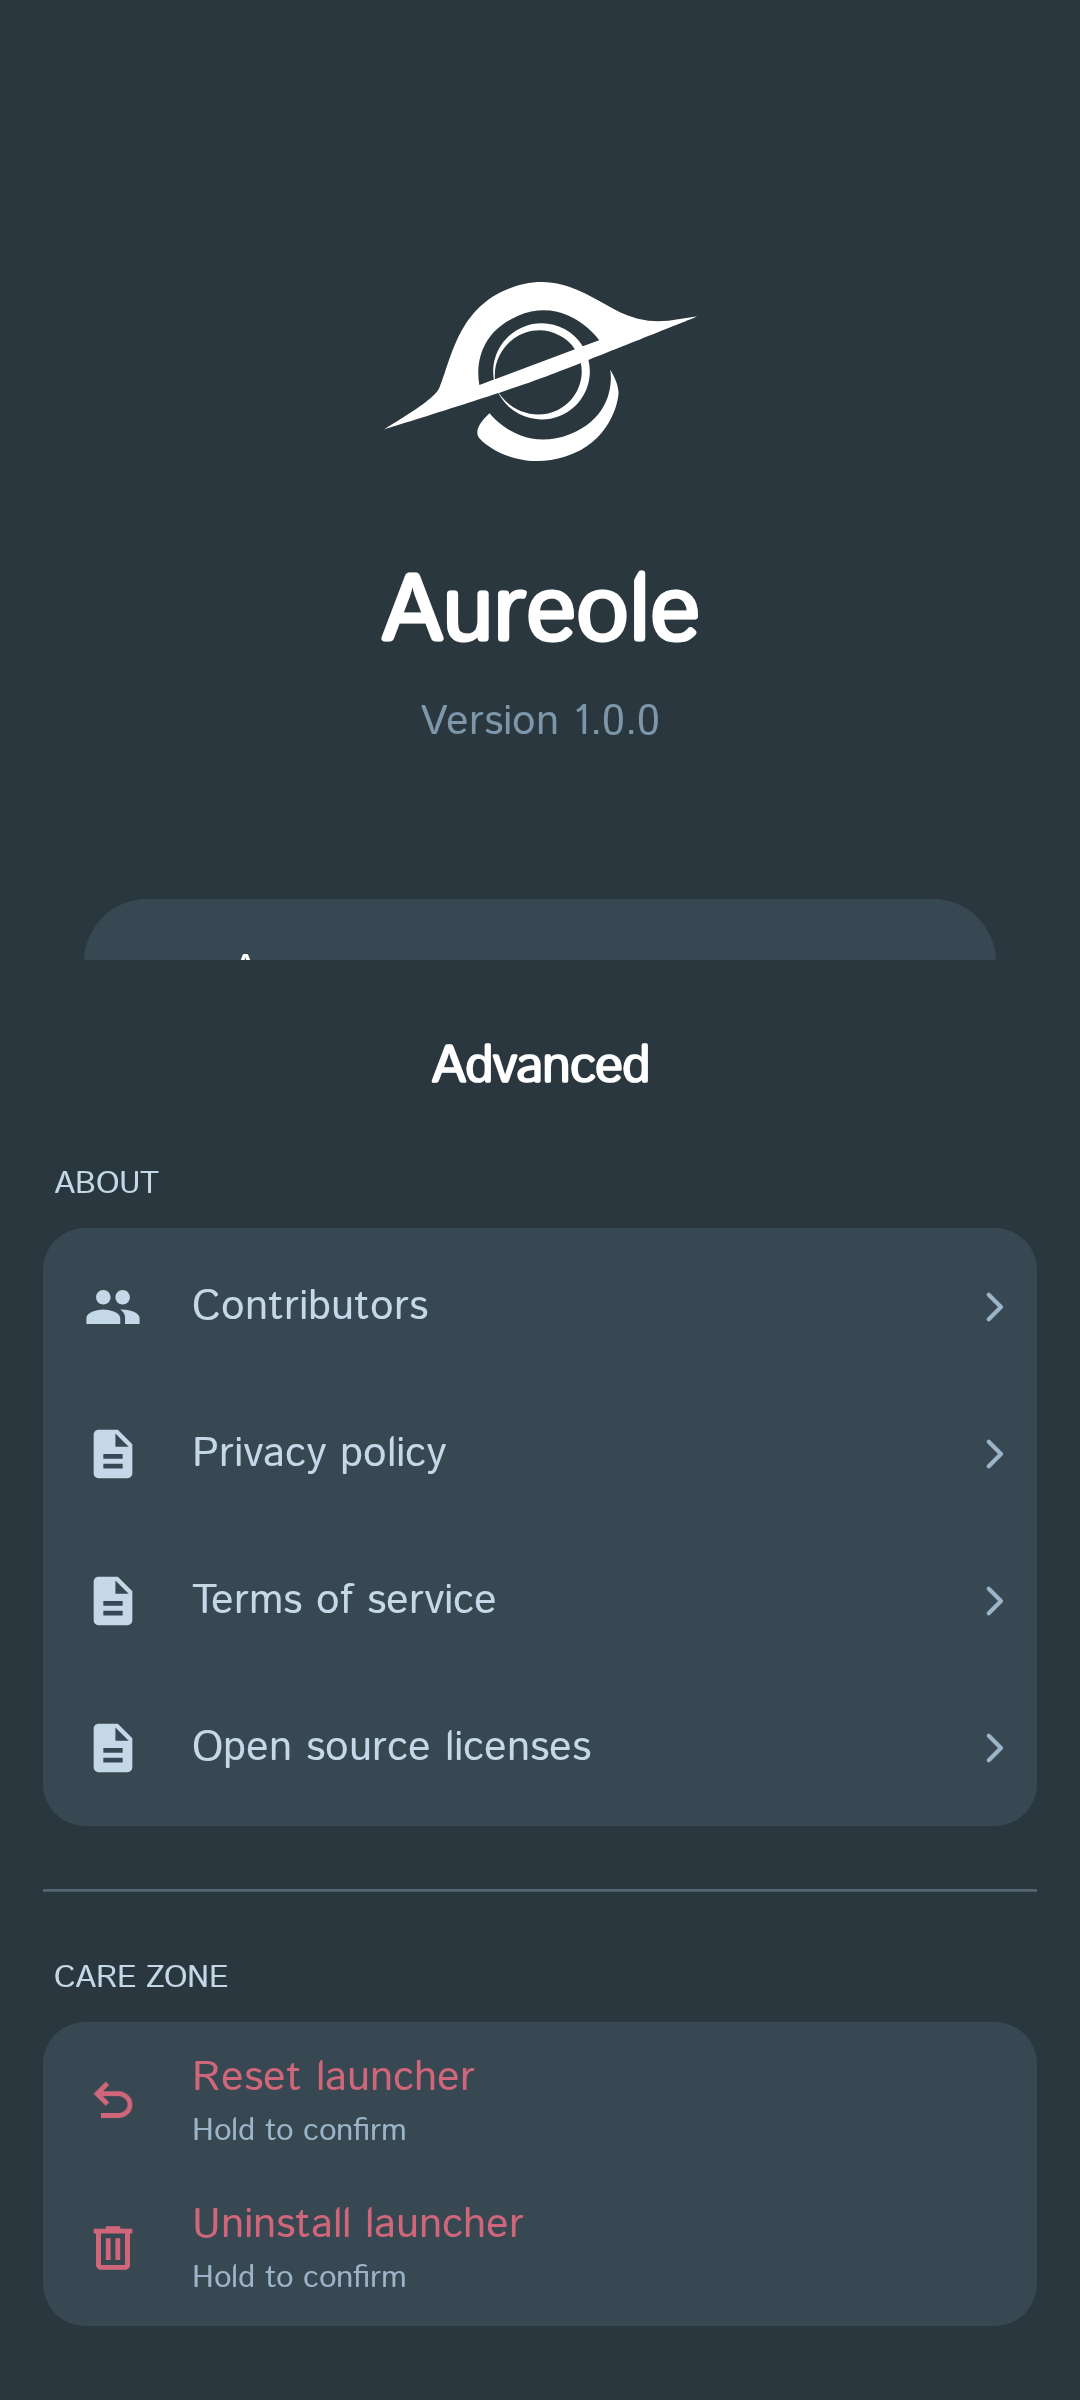 Aureole
Version 1.0.0
Advanced
ABOUT
Contributors
Privacy policy
Terms of service
Open source licenses
CARE ZONE
Reset launcher
Hold to confirm
Uninstall launcher
Hold to confirm